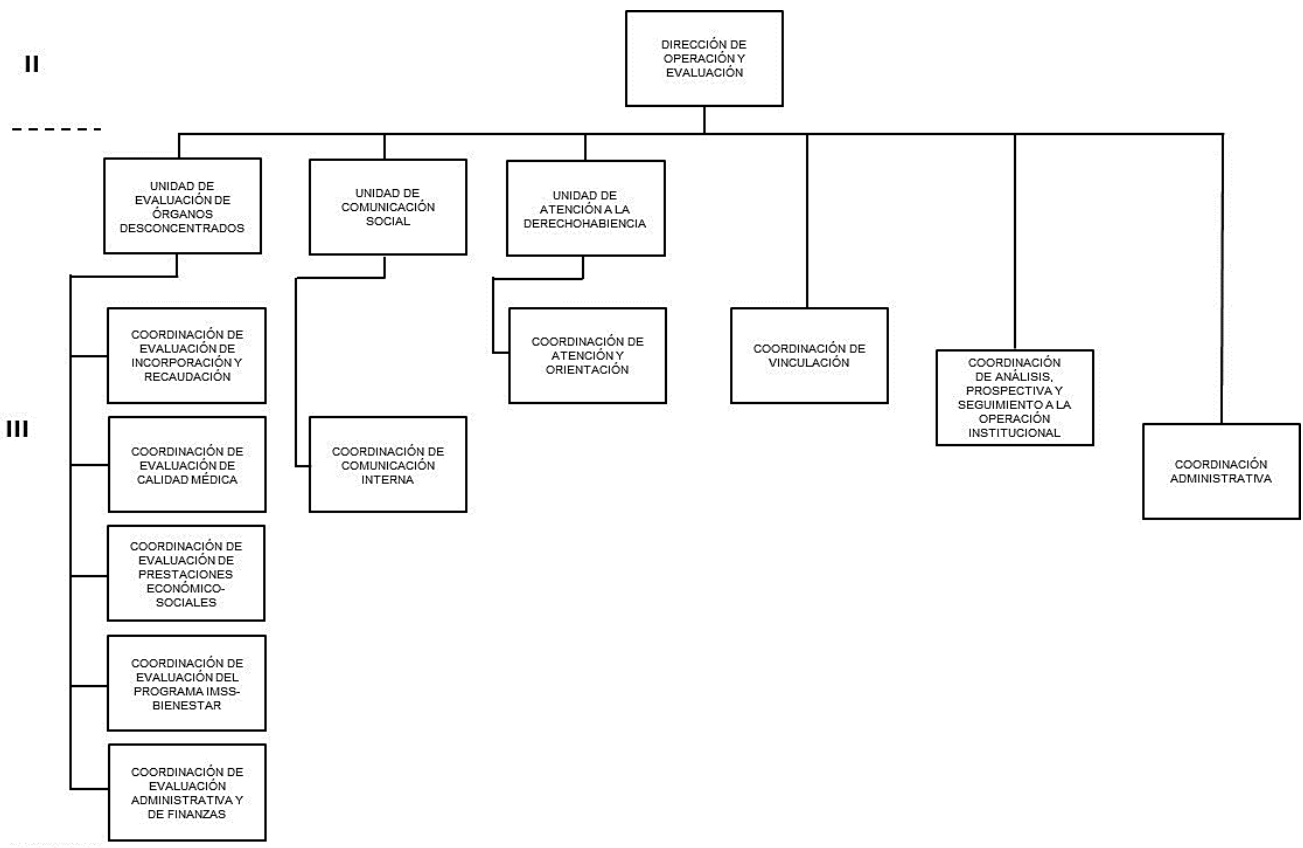 II
DIRECCIÓN DE
OPERACIÓN Y
EVALUACIÓN
UNIDAD DE
EVALUACIÓN DE
ÓRGANOS
DESCONCENTRADOS
UNIDAD DE
COMUNICACIÓN
SOCIAL
UNIDAD DE
ATENCIÓN A LA
DERECHOHABIENCIA
III
COORDINACIÓN DE
EVALUACIÓN DE
INCORPORACIÓN Y
RECAUDACIÓN
COORDINACIÓN DE
ATENCIÓN Y
ORIENTACIÓN
COORDINACIÓN DE
VINCULACIÓN
COORDINACIÓN
DE ANÁLISIS,
PROSPECTIVA Y
SEGUIMIENTO A LA
OPERACIÓN
INSTITUCIONAL
COORDINACIÓN DE
EVALUACIÓN DE
CALIDAD MÉDICA
COORDINACIÓN DE
COMUNICACIÓN
INTERNA
COORDINACIÓN
ADMINISTRATIVA
COORDINACIÓN DE
EVALUACIÓN DE
PRESTACIONES
ECONÓMICO-
SOCIALES
COORDINACIÓN DE
EVALUACIÓN DEL
PROGRAMA IMSS-
BIENESTAR
COORDINACIÓN DE
EVALUACIÓN
ADMINISTRATIVA Y
DE FINANZAS